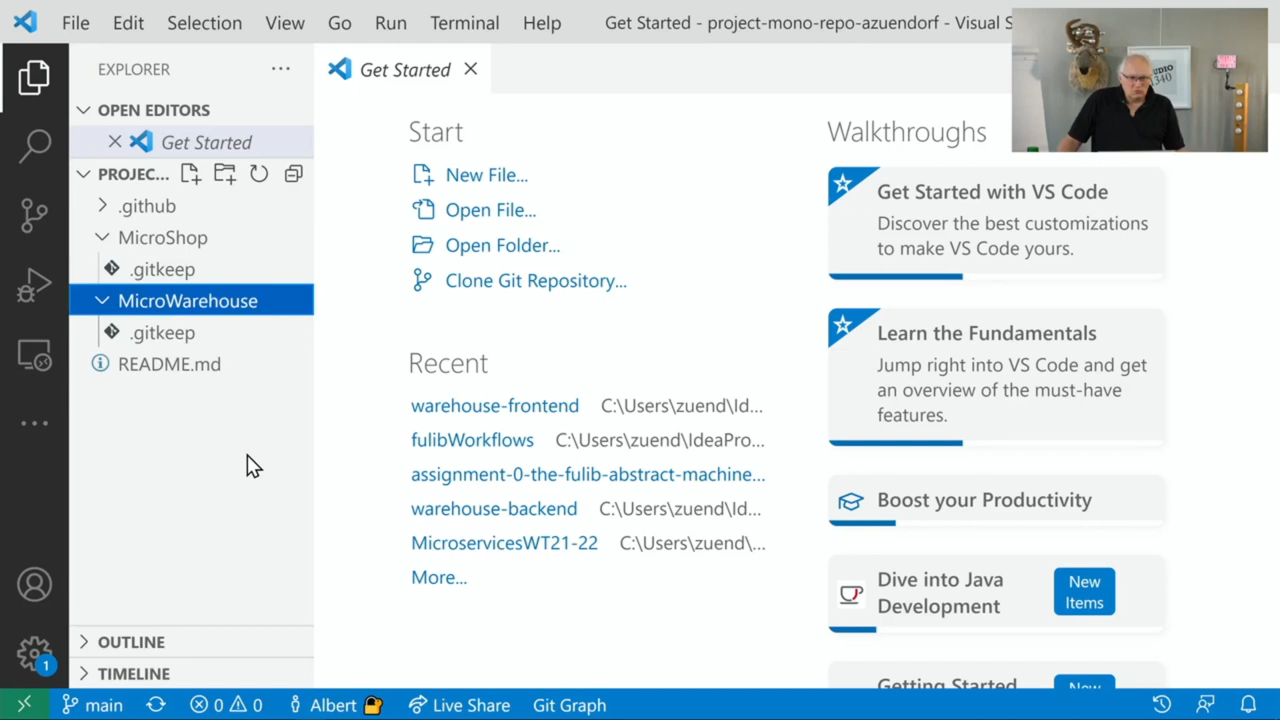 File Edit Selection View Go Run Terminal Help Get Started - project-mono-repo-azuendorf - Visual S
EXPLORER
OPEN EDITORS
Get Started
PROJEC...
.github
MicroShop
.gitkeep
MicroWarehouse
.gitkeep
README.md
OUTLINE
TIMELINE
Get Started
Start
New File...
Open File...
Open Folder...
Clone Git Repository...
Recent
warehouse-frontend C:\Users\zuend\Id...
fulibWorkflows C:\Users\zuend\IdeaPro...
assignment-0-the-fulib-abstract-machine...
warehouse-backend C:\Users\zuend\Id...
MicroservicesWT21-22 C:\Users\zuend\...
More...
Walkthroughs
Get Started with VS Code
Discover the best customizations
to make VS Code yours.
Learn the Fundamentals
Jump right into VS Code and get
an overview of the must-have
features.
Boost your Productivity
Dive into Java
Development
New
Items
Getting Started
New
1
main 0 0 Albert Live Share Git Graph